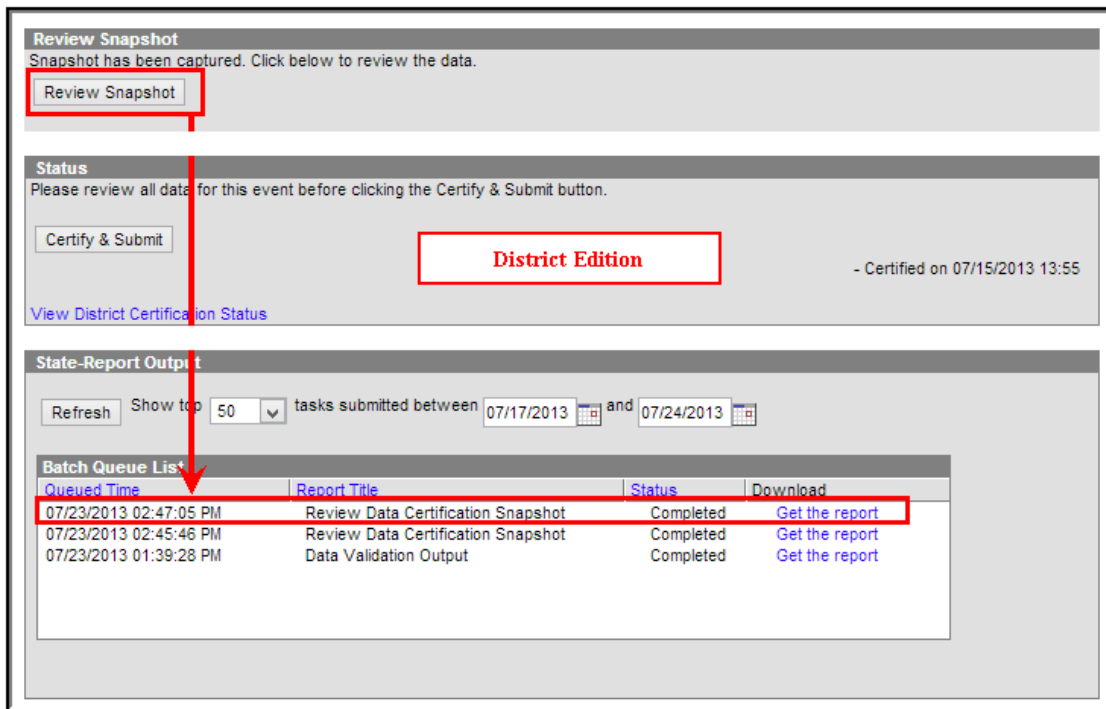 Review Snapshot
Snapshot has been captured. Click below to review the data.
Review Snapshot
Status
Please review all data for this event before clicking the Certify & Submit button.
Certify & Submit
District Edition
- Certified on 07/15/2013 13:55
View District Certification Status
State-Report Output
Refresh Show top 50 tasks submitted between 07/17/2013 and 07/24/2013
Batch Queue List
Queued Time Report Title Status Download
07/23/2013 02:47:05 PM Review Data Certification Snapshot Completed Get the report
07/23/2013 02:45:46 PM Review Data Certification Snapshot Completed Get the report
07/23/2013 01:39:28 PM Data Validation Output Completed Get the report